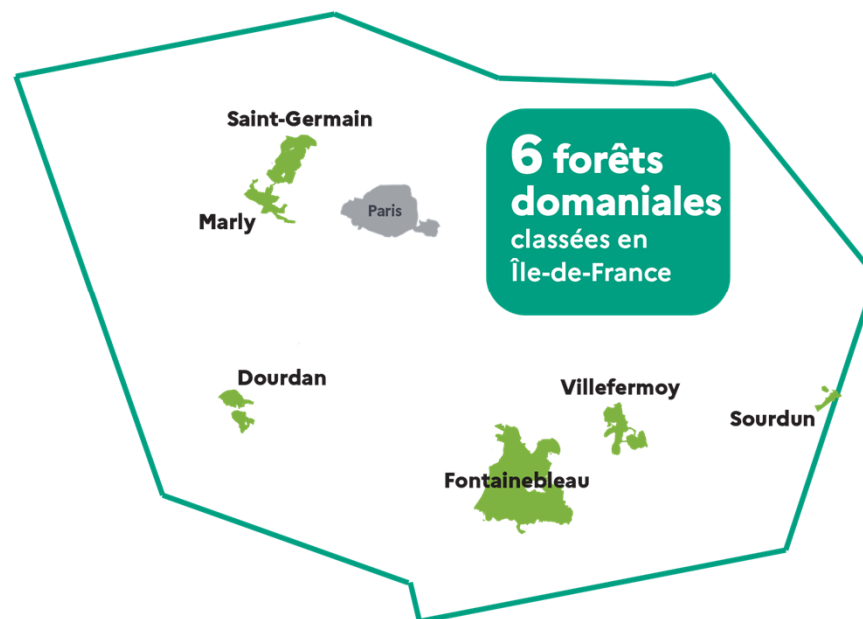 Saint-Germain
6 forêts
domaniales
classées en
Île-de-France
Paris
Marly
Dourdan
Villefermoy
Sourdun
Fontainebleau